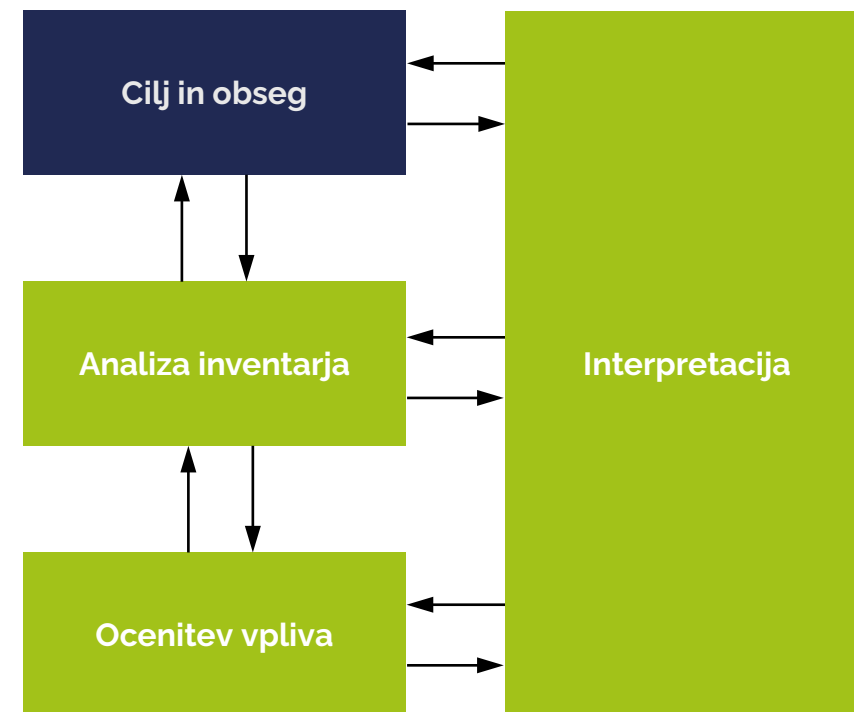 Cilj in obseg
Analiza inventarja
Interpretacija
Ocenitev vpliva